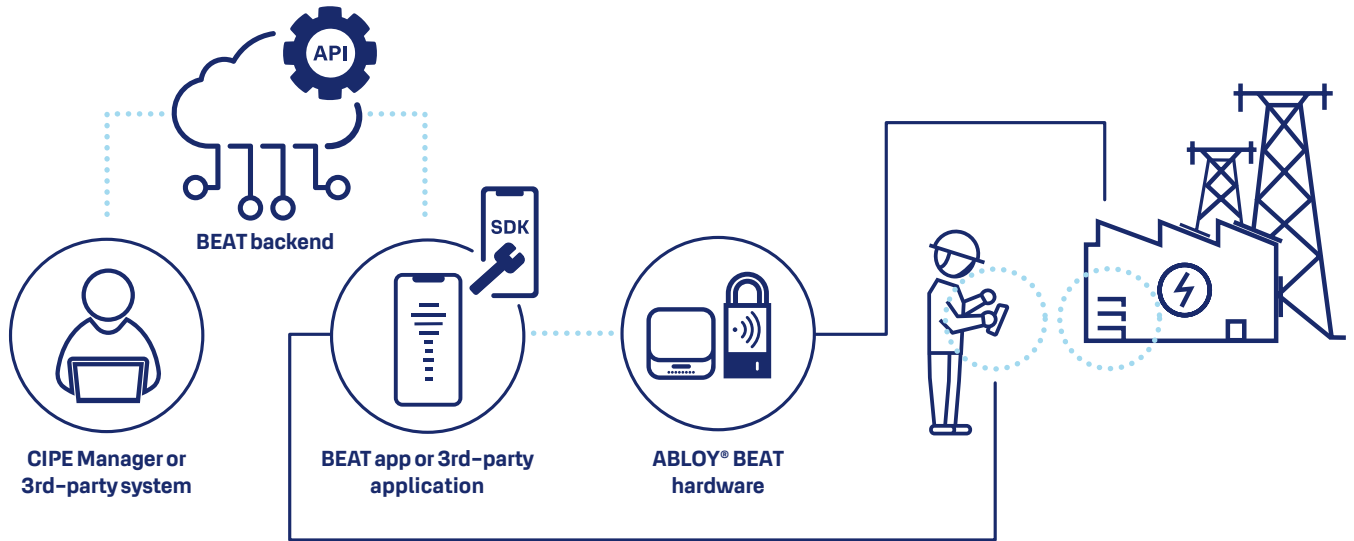 API
BEAT backend
SDK
CIPE Manager or
3rd-party system
BEAT app or 3rd-party
application
ABLOY® BEAT
hardware